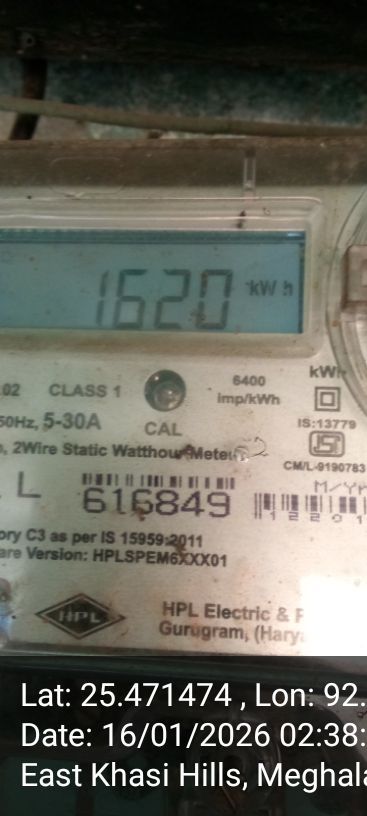 1620 kWh
.02 CLASS 1 6400 imp/kWh kWh
50Hz, 5-30A CAL IS:13779
2Wire Static Watthour Meter
CM/L-9190783
L 616849 M/Y
ory C3 as per IS 15959:2011
are Version: HPLSPEM6XXX01
HPL HPL Electric &
Gurugram, (Hary
Lat: 25.471474 , Lon: 92.
Date: 16/01/2026 02:38:
East Khasi Hills, Meghala